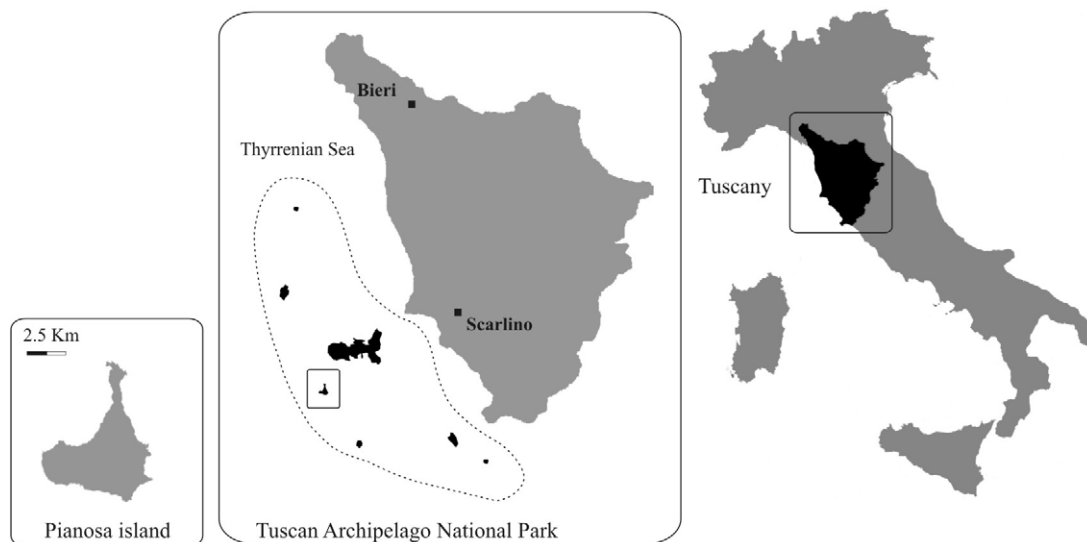 Bieri
Thyrrenian Sea
Tuscany
Scarlino
2.5 Km
Pianosa island
Tuscan Archipelago National Park